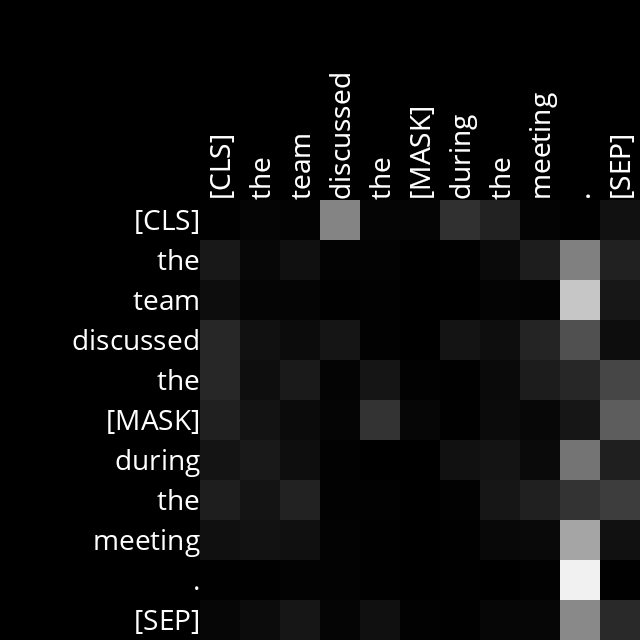 [CLS] the team discussed the [MASK] during the meeting . [SEP]
[CLS]
the
team
discussed
the
[MASK]
during
the
meeting
.
[SEP]